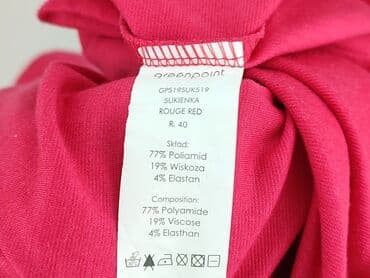 greenpoint
GPS19SUK519
SUKIENKA
ROUGE RED
R. 40
Skład:
77% Poliamid
19% Wiskoza
4% Elastan
Composition:
77% Polyamide
19% Viscose
4% Elasthan